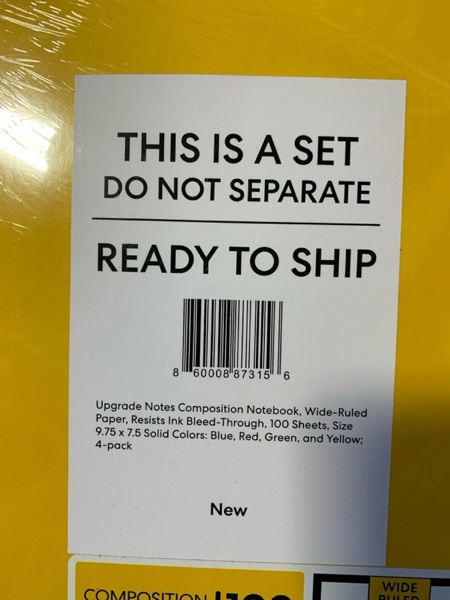 THIS IS A SET
DO NOT SEPARATE
READY TO SHIP
8 60008 87315 6
Upgrade Notes Composition Notebook, Wide-Ruled
Paper, Resists Ink Bleed-Through, 100 Sheets, Size
9.75 x 7.5 Solid Colors: Blue, Red, Green, and Yellow;
4-pack
New
COMPOSITION
WIDE
RULED